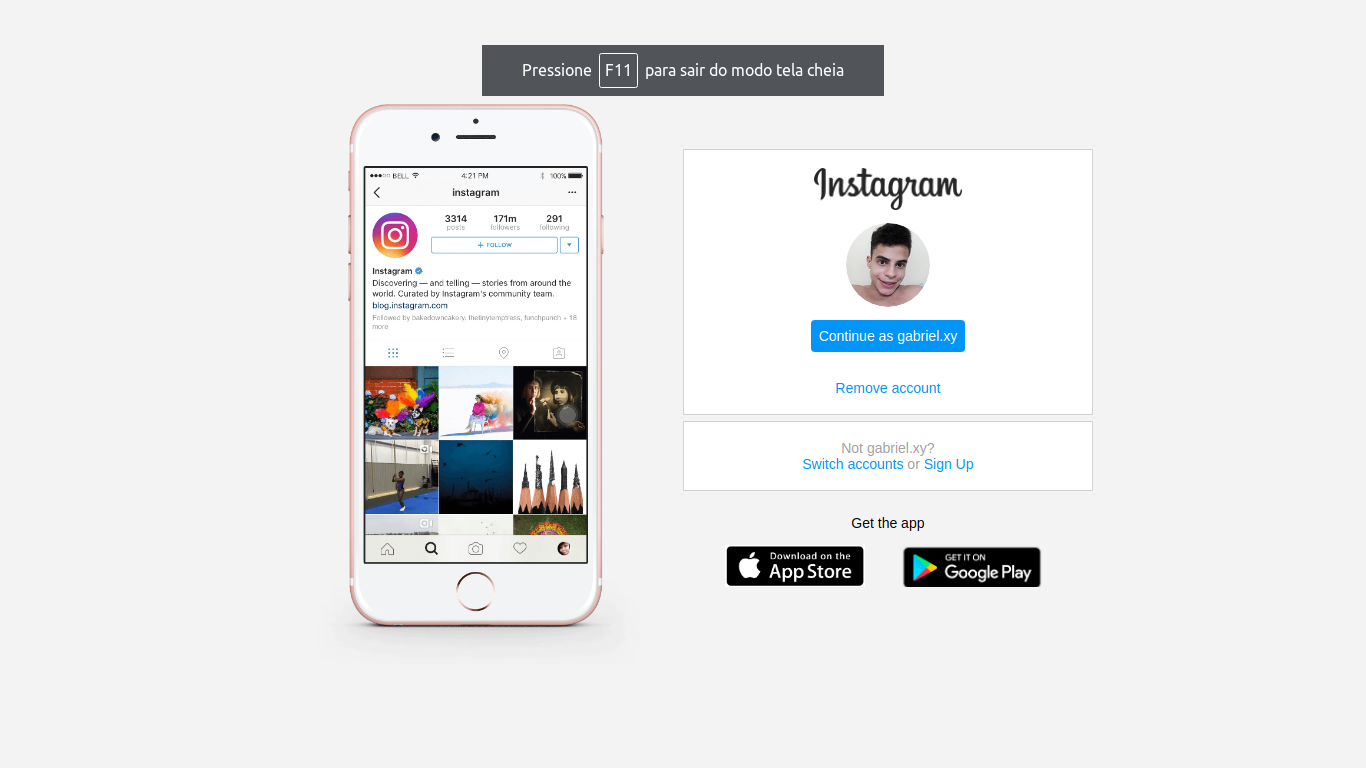 Pressione F11 para sair do modo tela cheia
BELL 4:21 PM 100%
instagram
3314 171m 291
posts followers following
+ FOLLOW
Instagram
Discovering — and telling — stories from around the
world. Curated by Instagram's community team.
blog.instagram.com
Followed by bakedowncakery, thetinytemptress, funchpunch + 18
more
Instagram
Continue as gabriel.xy
Remove account
Not gabriel.xy?
Switch accounts or Sign Up
Get the app
Download on the
App Store
GET IT ON
Google Play